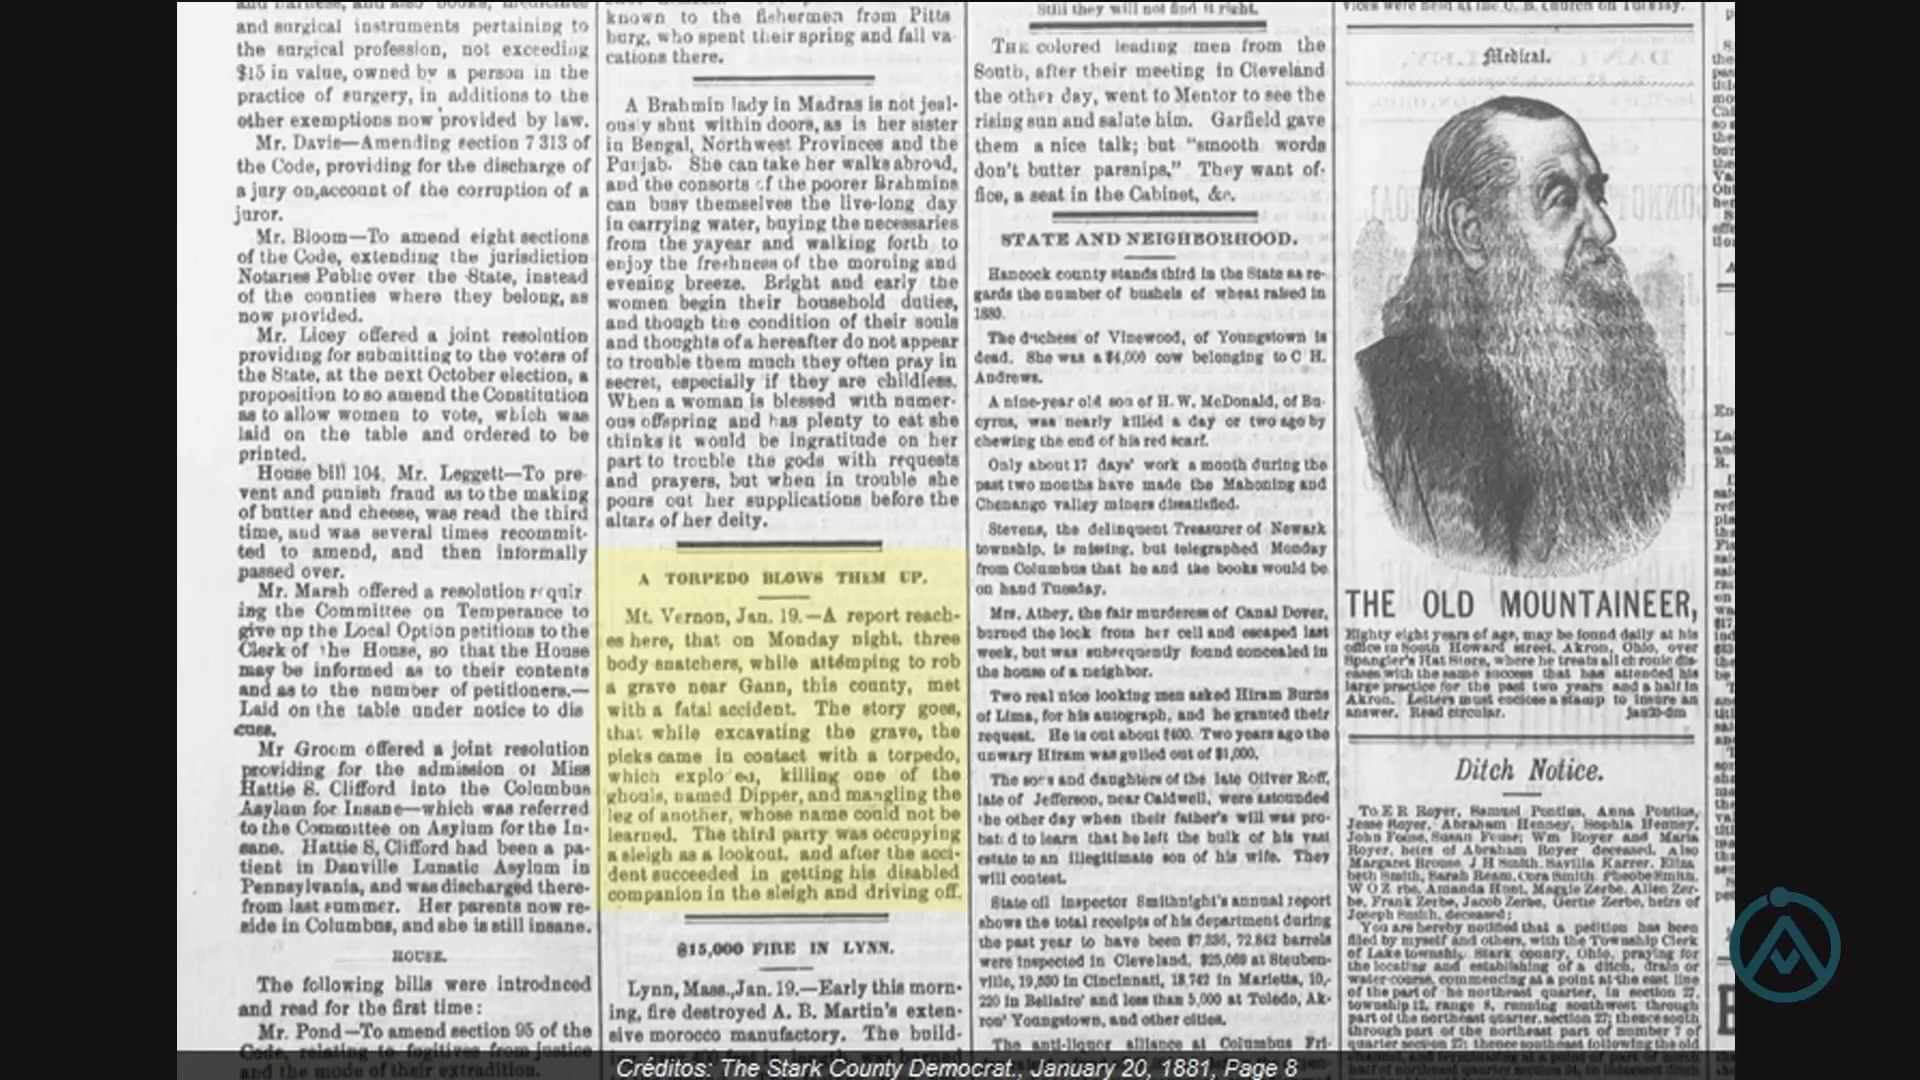 and surgical instruments pertaining to
the surgical profession, not exceeding
$15 in value, owned by a person in the
practice of surgery, in additions to the
other exemptions now provided by law.
Mr. Davie—Amending section 7 313 of
the Code, providing for the discharge of
a jury on,account of the corruption of a
juror.
Mr. Bloom—To amend eight sections
of the Code, extending the jurisdiction
Notaries Public over the State, instead
of the counties where they belong, as
now provided.
Mr. Licey offered a joint resolution
providing for submitting to the voters of
the State, at the next October election, a
proposition to so amend the Constitution
as to allow women to vote, which was
laid on the table and ordered to be
printed.
House bill 104, Mr. Leggett—To pre-
vent and punish fraud as to the making
of butter and cheese, was read the third
time, and was several times recommit-
ted to amend, and then informally
passed over.
Mr. Marsh offered a resolution requir
ing the Committee on Temperance to
give up the Local Option petitions to the
Clerk of the House, so that the House
may be informed as to their contents
and as to the number of petitioners.—
Laid on the table under notice to dis
cuss.
Mr Groom offered a joint resolution
providing for the admission of Miss
Hattie S. Clifford into the Columbus
Asylum for Insane—which was referred
to the Committee on Asylum for the In-
sane. Hattie S, Clifford had been a pa-
tient in Danville Lunatic Asylum in
Pennsylvania, and was discharged there-
from last summer. Her parents now re-
side in Columbus, and she is still insane.
HOUSE.
The following bills were introduced
and read for the first time:
Mr. Pond—To amend section 95 of the
Code, relating to fugitives from justice
and the mode of their extradition.
known to the fishermen from Pitts
burg, who spent their spring and fall va
cations there.
A Brahmin lady in Madras is not jeal-
ously shut within doors, as is her sister
in Bengal, Northwest Provinces and the
Punjab. She can take her walks abroad,
and the consorts of the poorer Brahmins
can busy themselves the live-long day
in carrying water, buying the necessaries
from the yayear and walking forth to
enjoy the freshness of the morning and
evening breeze. Bright and early the
women begin their household duties,
and though the condition of their souls
and thoughts of a hereafter do not appear
to trouble them much they often pray in
secret, especially if they are childless.
When a woman is blessed with numer-
ous offspring and has plenty to eat she
thinks it would be ingratitude on her
part to trouble the gods with requests
and prayers, but when in trouble she
pours out her supplications before the
altars of her deity.
A TORPEDO BLOWS THEM UP.
Mt. Vernon, Jan. 19.—A report reach-
es here, that on Monday night, three
body snatchers, while attempting to rob
a grave near Gann, this county, met
with a fatal accident. The story goes,
that while excavating the grave, the
picks came in contact with a torpedo,
which exploded, killing one of the
ghouls, named Dipper, and mangling the
leg of another, whose name could not be
learned. The third party was occupying
a sleigh as a lookout, and after the acci-
dent succeeded in getting his disabled
companion in the sleigh and driving off.
$15,000 FIRE IN LYNN.
Lynn, Mass., Jan. 19.—Early this morn-
ing, fire destroyed A. B. Martin's exten-
sive morocco manufactory. The build-
Still they will not find it right.
THE colored leading men from the
South, after their meeting in Cleveland
the other day, went to Mentor to see the
rising sun and salute him. Garfield gave
them a nice talk; but "smooth words
don't butter parsnips." They want of-
fice, a seat in the Cabinet, &c.
STATE AND NEIGHBORHOOD.
Hancock county stands third in the State as re-
gards the number of bushels of wheat raised in
1880.
The duchess of Vinewood, of Youngstown is
dead. She was a $4,000 cow belonging to C H.
Andrews.
A nine-year old son of H. W. McDonald, of Bu-
cyrus, was nearly killed a day or two ago by
chewing the end of his red scarf.
Only about 17 days' work a month during the
past two months have made the Mahoning and
Chenango valley miners dissatisfied.
Stevens, the delinquent Treasurer of Newark
township, is missing, but telegraphed Monday
from Columbus that he and the books would be
on hand Tuesday.
Mrs. Athey, the fair murderess of Canal Dover,
burned the lock from her cell and escaped last
week, but was subsequently found concealed in
the house of a neighbor.
Two real nice looking men asked Hiram Burns
of Lima, for his autograph, and he granted their
request. He is out about $400. Two years ago the
unwary Hiram was gulled out of $1,000.
The sons and daughters of the late Oliver Roff,
late of Jefferson, near Caldwell, were astounded
the other day when their father's will was pro-
bated to learn that he left the bulk of his vast
estate to an illegitimate son of his wife. They
will contest.
State oil inspector Smithnight's annual report
shows the total receipts of his department during
the past year to have been $7,236, 72,842 barrels
were inspected in Cleveland, $25,069 at Steuben-
ville, 19,880 in Cincinnati, 18,742 in Marietta, 10,-
220 in Bellaire' and less than 5,000 at Toledo, Ak-
ron' Youngstown, and other cities.
The anti-liquor alliance at Columbus Fri-
Medical.
THE OLD MOUNTAINEER,
Eighty eight years of age, may be found daily at his
office in South Howard street, Akron, Ohio, over
Spangler's Hat Store, where he treats all chronic dis-
eases with the same success that has attended his
large practice for the past two years and a half in
Akron. Letters must enclose a stamp to insure an
answer. Read circular.
Ditch Notice.
To E R Royer, Samuel Pontius, Anna Pontius,
Jesse Royer, Abraham Henney, Sophia Henney,
John Fouse, Susan Fouse; Wm Royer and Maria
Royer, heirs of Abraham Royer deceased. Also
Margaret Brouse, J H Smith, Savilla Karrer, Eliza
beth Smith, Sarah Ream, Cora Smith, Phoebe Smith,
W O Z rbe, Amanda Hont, Maggie Zerbe, Allen Zer-
be, Frank Zerbe, Jacob Zerbe, Gertie Zerbe, heirs of
Joseph Smith, deceased:
You are hereby notified that a petition has been
filed by myself and others, with the Township Clerk
of Lake township, Stark county, Ohio, praying for
the locating and establishing of a ditch, drain or
water-course, commencing at a point at the east line
of the part of he northeast quarter, in section 27,
township 12, range 8, running southwest through
part of the northeast quarter, section 27; thence south
through part of the northeast part of number 7 of
quarter section 27; thence southeast following the old
Créditos: The Stark County Democrat., January 20, 1881, Page 8